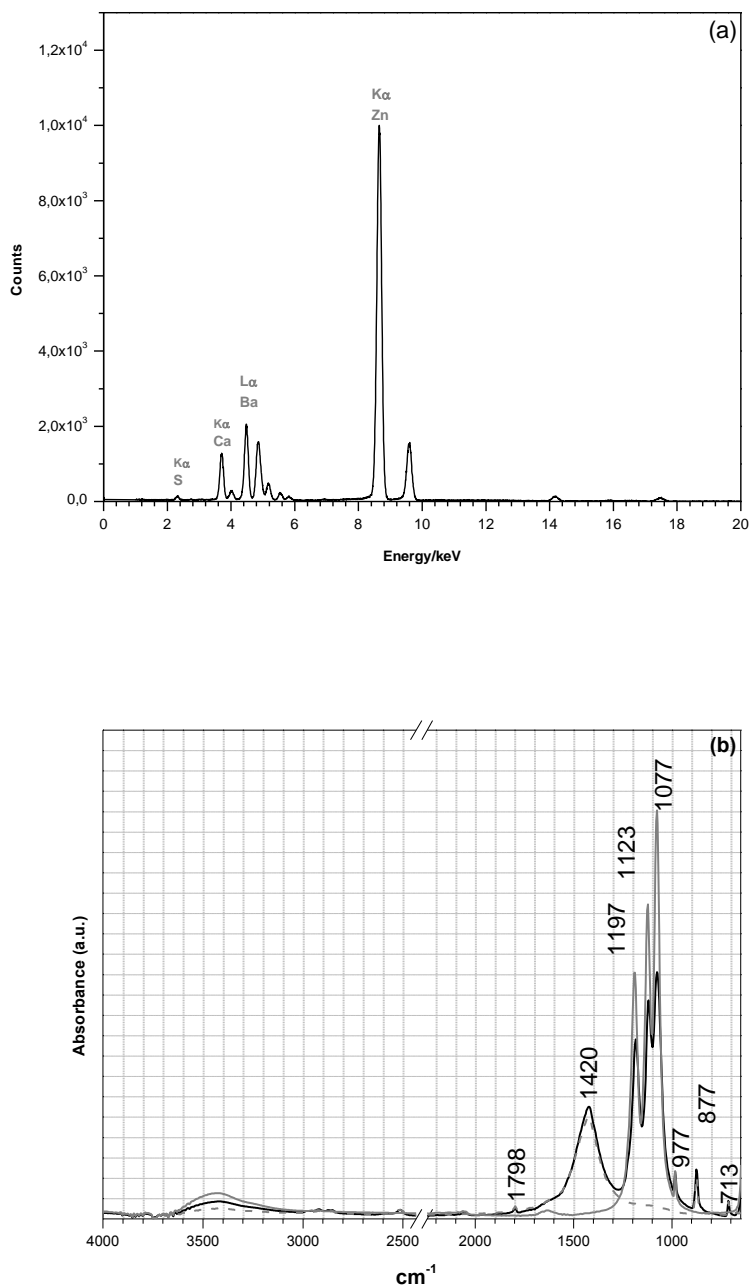 (a)
1,2x10⁴
1,0x10⁴
8,0x10³
6,0x10³
4,0x10³
2,0x10³
0,0
Counts
Kα
Zn
Lα
Ba
Kα
Ca
Kα
S
0 2 4 6 8 10 12 14 16 18 20
Energy/keV
(b)
1077
1123
1197
1420
1798
977
877
713
Absorbance (a.u.)
4000 3500 3000 2500 2000 1500 1000
cm⁻¹